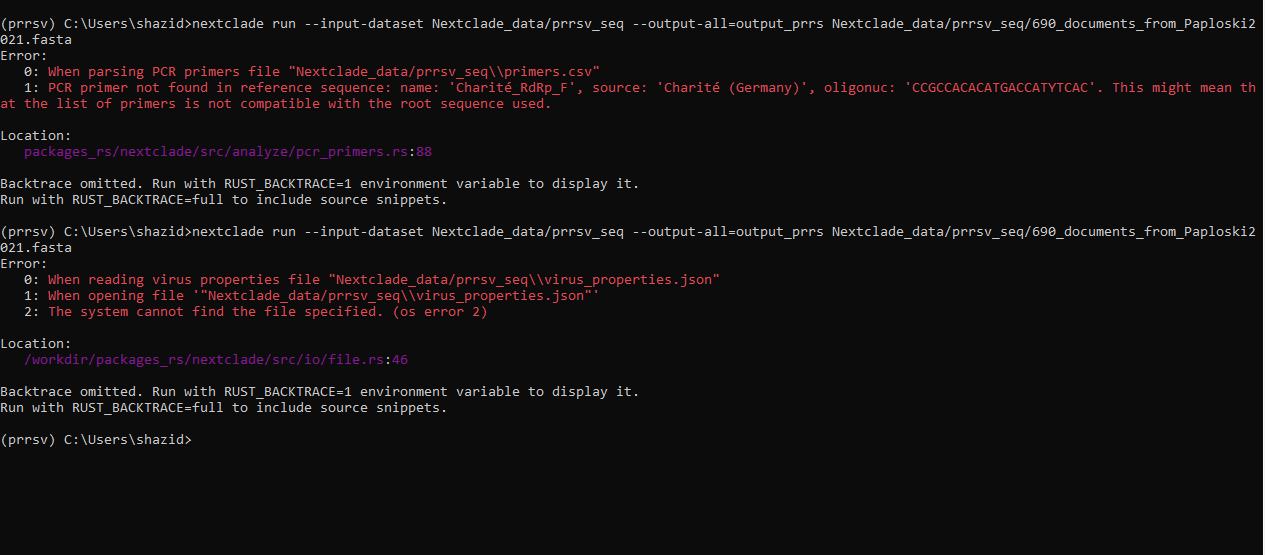 (prrsv) C:\Users\shazid>nextclade run --input-dataset Nextclade_data/prrsv_seq --output-all=output_prrs Nextclade_data/prrsv_seq/690_documents_from_Paploski2
021.fasta
Error:
   0: When parsing PCR primers file "Nextclade_data/prrsv_seq\\primers.csv"
   1: PCR primer not found in reference sequence: name: 'Charité_RdRp_F', source: 'Charité (Germany)', oligonuc: 'CCGCCACACATGACCATYTCAC'. This might mean th
at the list of primers is not compatible with the root sequence used.

Location:
   packages_rs/nextclade/src/analyze/pcr_primers.rs:88

Backtrace omitted. Run with RUST_BACKTRACE=1 environment variable to display it.
Run with RUST_BACKTRACE=full to include source snippets.

(prrsv) C:\Users\shazid>nextclade run --input-dataset Nextclade_data/prrsv_seq --output-all=output_prrs Nextclade_data/prrsv_seq/690_documents_from_Paploski2
021.fasta
Error:
   0: When reading virus properties file "Nextclade_data/prrsv_seq\\virus_properties.json"
   1: When opening file '"Nextclade_data/prrsv_seq\\virus_properties.json"'
   2: The system cannot find the file specified. (os error 2)

Location:
   /workdir/packages_rs/nextclade/src/io/file.rs:46

Backtrace omitted. Run with RUST_BACKTRACE=1 environment variable to display it.
Run with RUST_BACKTRACE=full to include source snippets.

(prrsv) C:\Users\shazid>